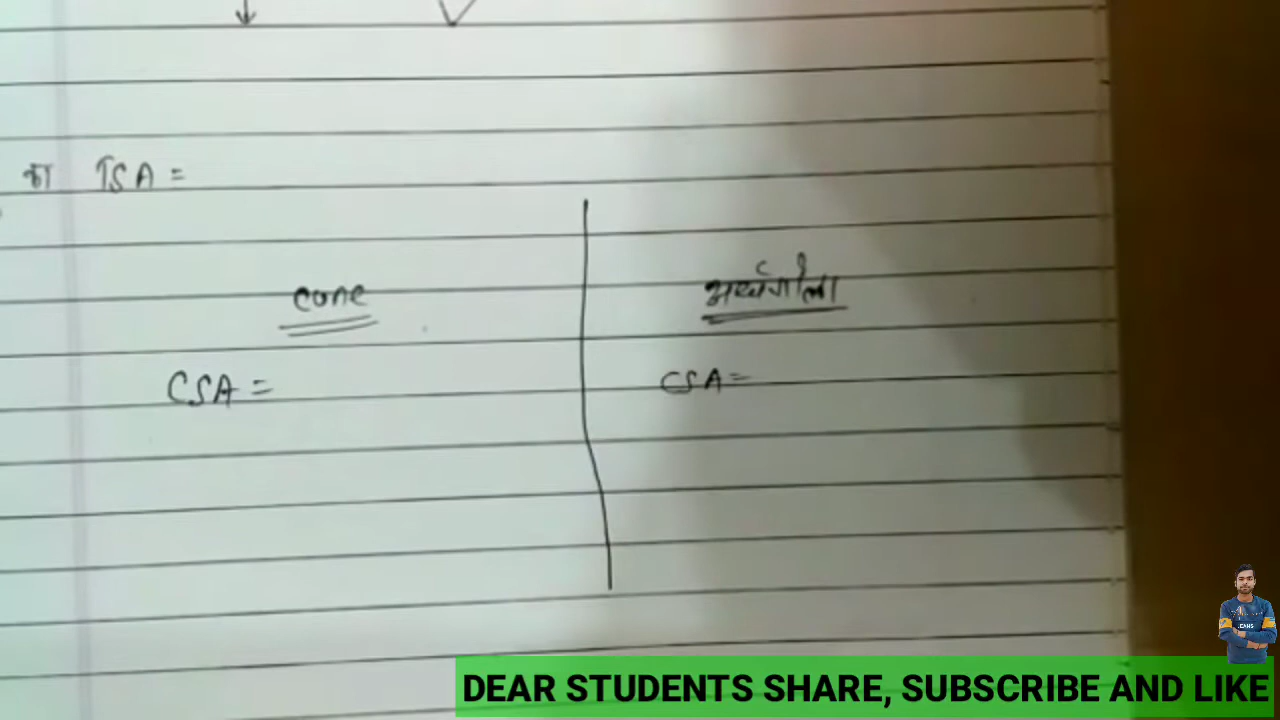 का TSA =
cone
अर्धगोला
CSA =
CSA =
DEAR STUDENTS SHARE, SUBSCRIBE AND LIKE